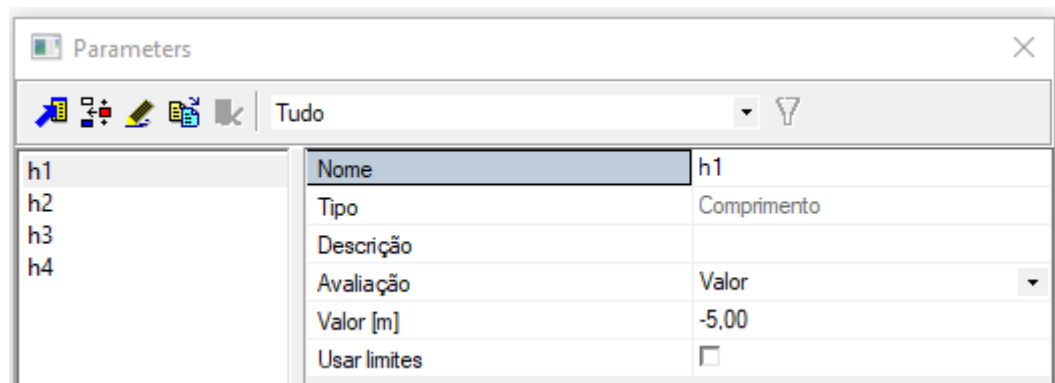 Parameters
Tudo
h1
h2
h3
h4
Nome h1
Tipo Comprimento
Descrição
Avaliação Valor
Valor [m] -5,00
Usar limites